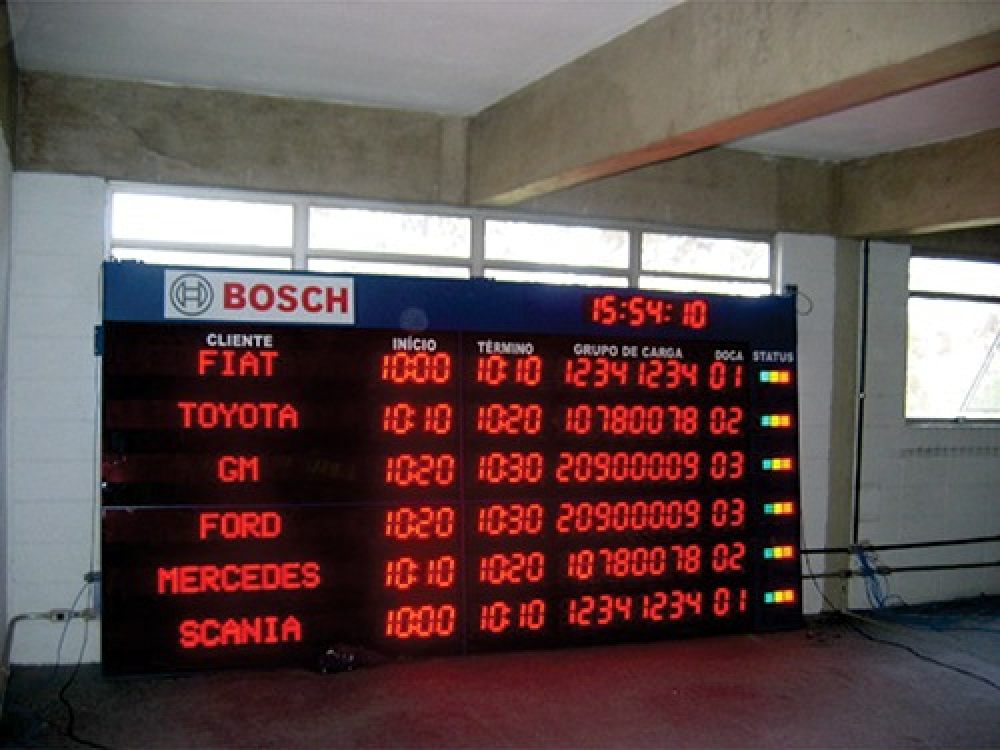 BOSCH 15:54:10
CLIENTE INÍCIO TÉRMINO GRUPO DE CARGA DOCA STATUS
FIAT 10:00 10:10 12341234 01
TOYOTA 10:10 10:20 10780078 02
GM 10:20 10:30 20900009 03
FORD 10:20 10:30 20900009 03
MERCEDES 10:10 10:20 10780078 02
SCANIA 10:00 10:10 12341234 01